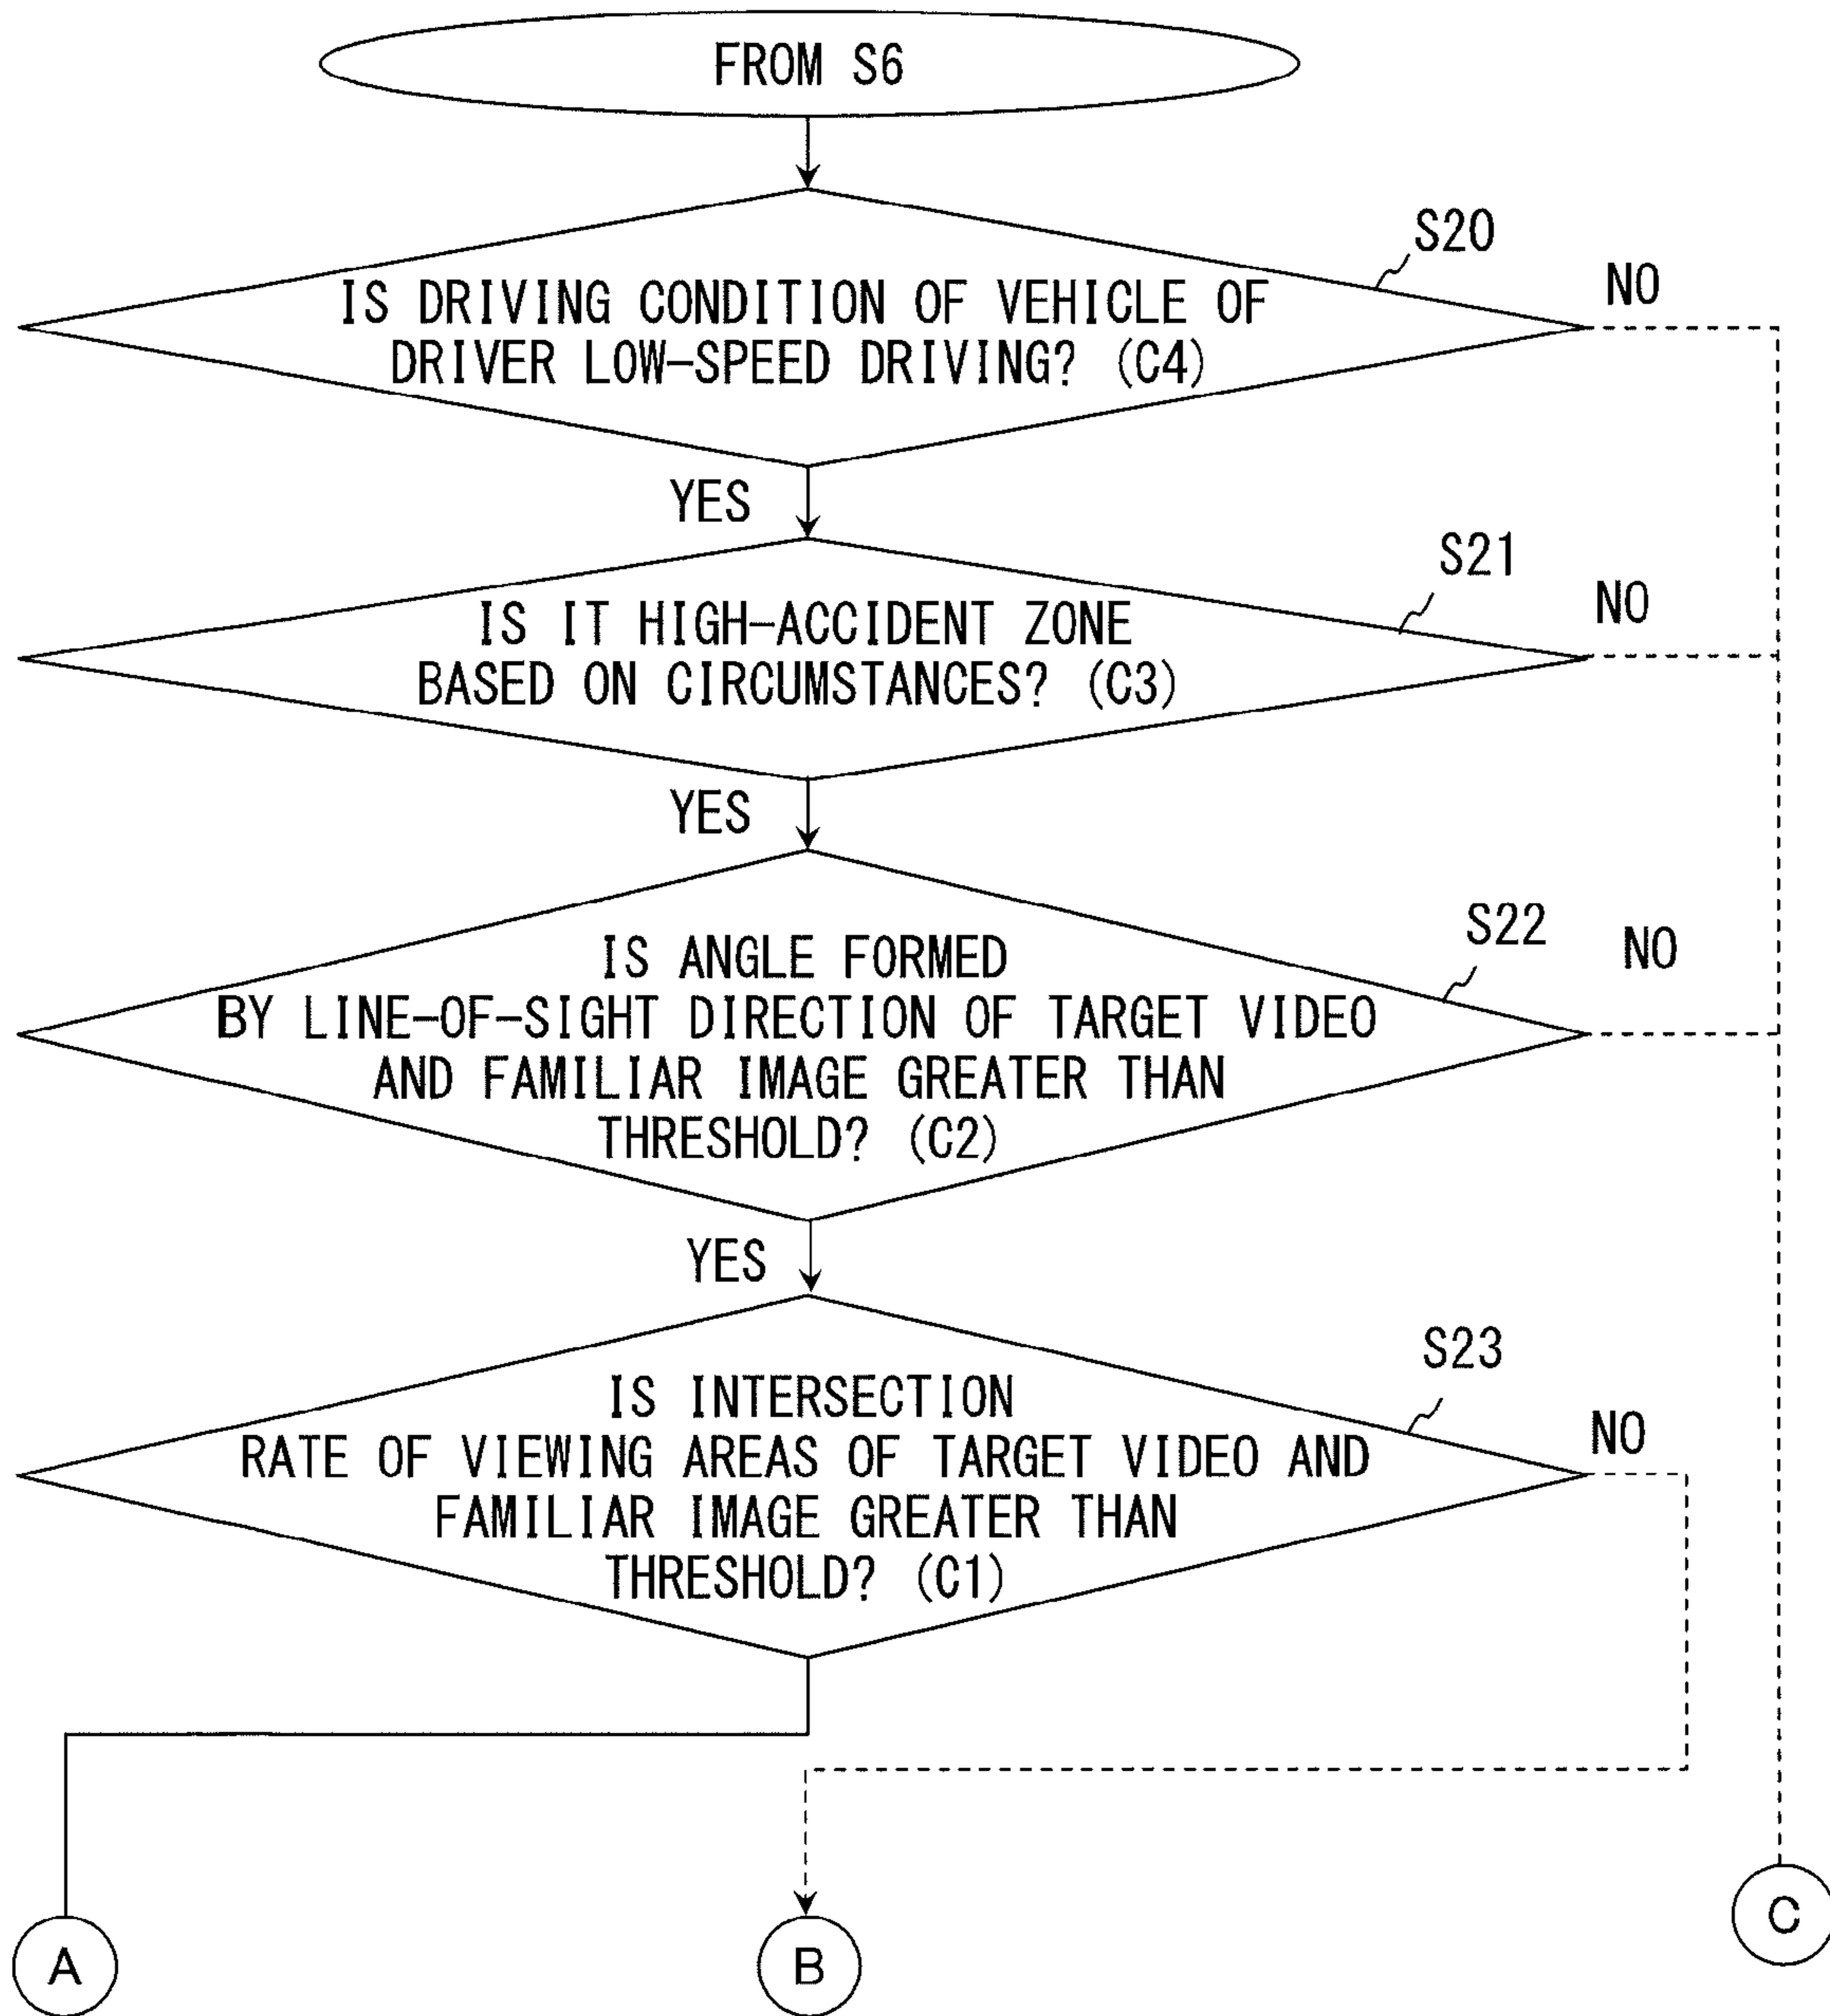 FROM S6
S20
NO
IS DRIVING CONDITION OF VEHICLE OF
DRIVER LOW-SPEED DRIVING? (C4)
YES
S21
NO
IS IT HIGH-ACCIDENT ZONE
BASED ON CIRCUMSTANCES? (C3)
YES
S22
NO
IS ANGLE FORMED
BY LINE-OF-SIGHT DIRECTION OF TARGET VIDEO
AND FAMILIAR IMAGE GREATER THAN
THRESHOLD? (C2)
YES
S23
NO
IS INTERSECTION
RATE OF VIEWING AREAS OF TARGET VIDEO AND
FAMILIAR IMAGE GREATER THAN
THRESHOLD? (C1)
A
B
C